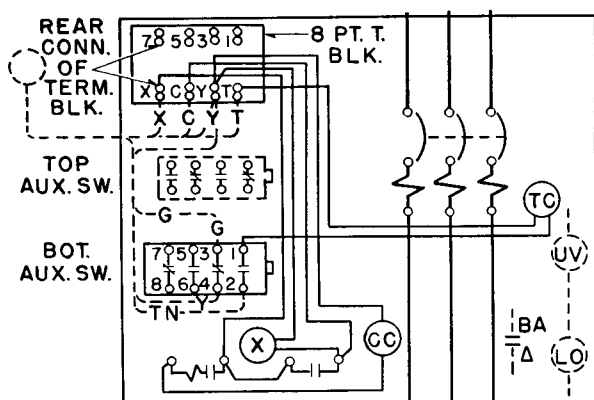 REAR
CONN.
OF
TERM.
BLK.
7 5 3 1
8 PT. T.
BLK.
X C Y T
X C Y T
TOP
AUX. SW.
G
G
BOT.
AUX. SW.
7 5 3 1
8 6 4 2
TN Y
TC
UV
X
CC
BA
Δ
LO